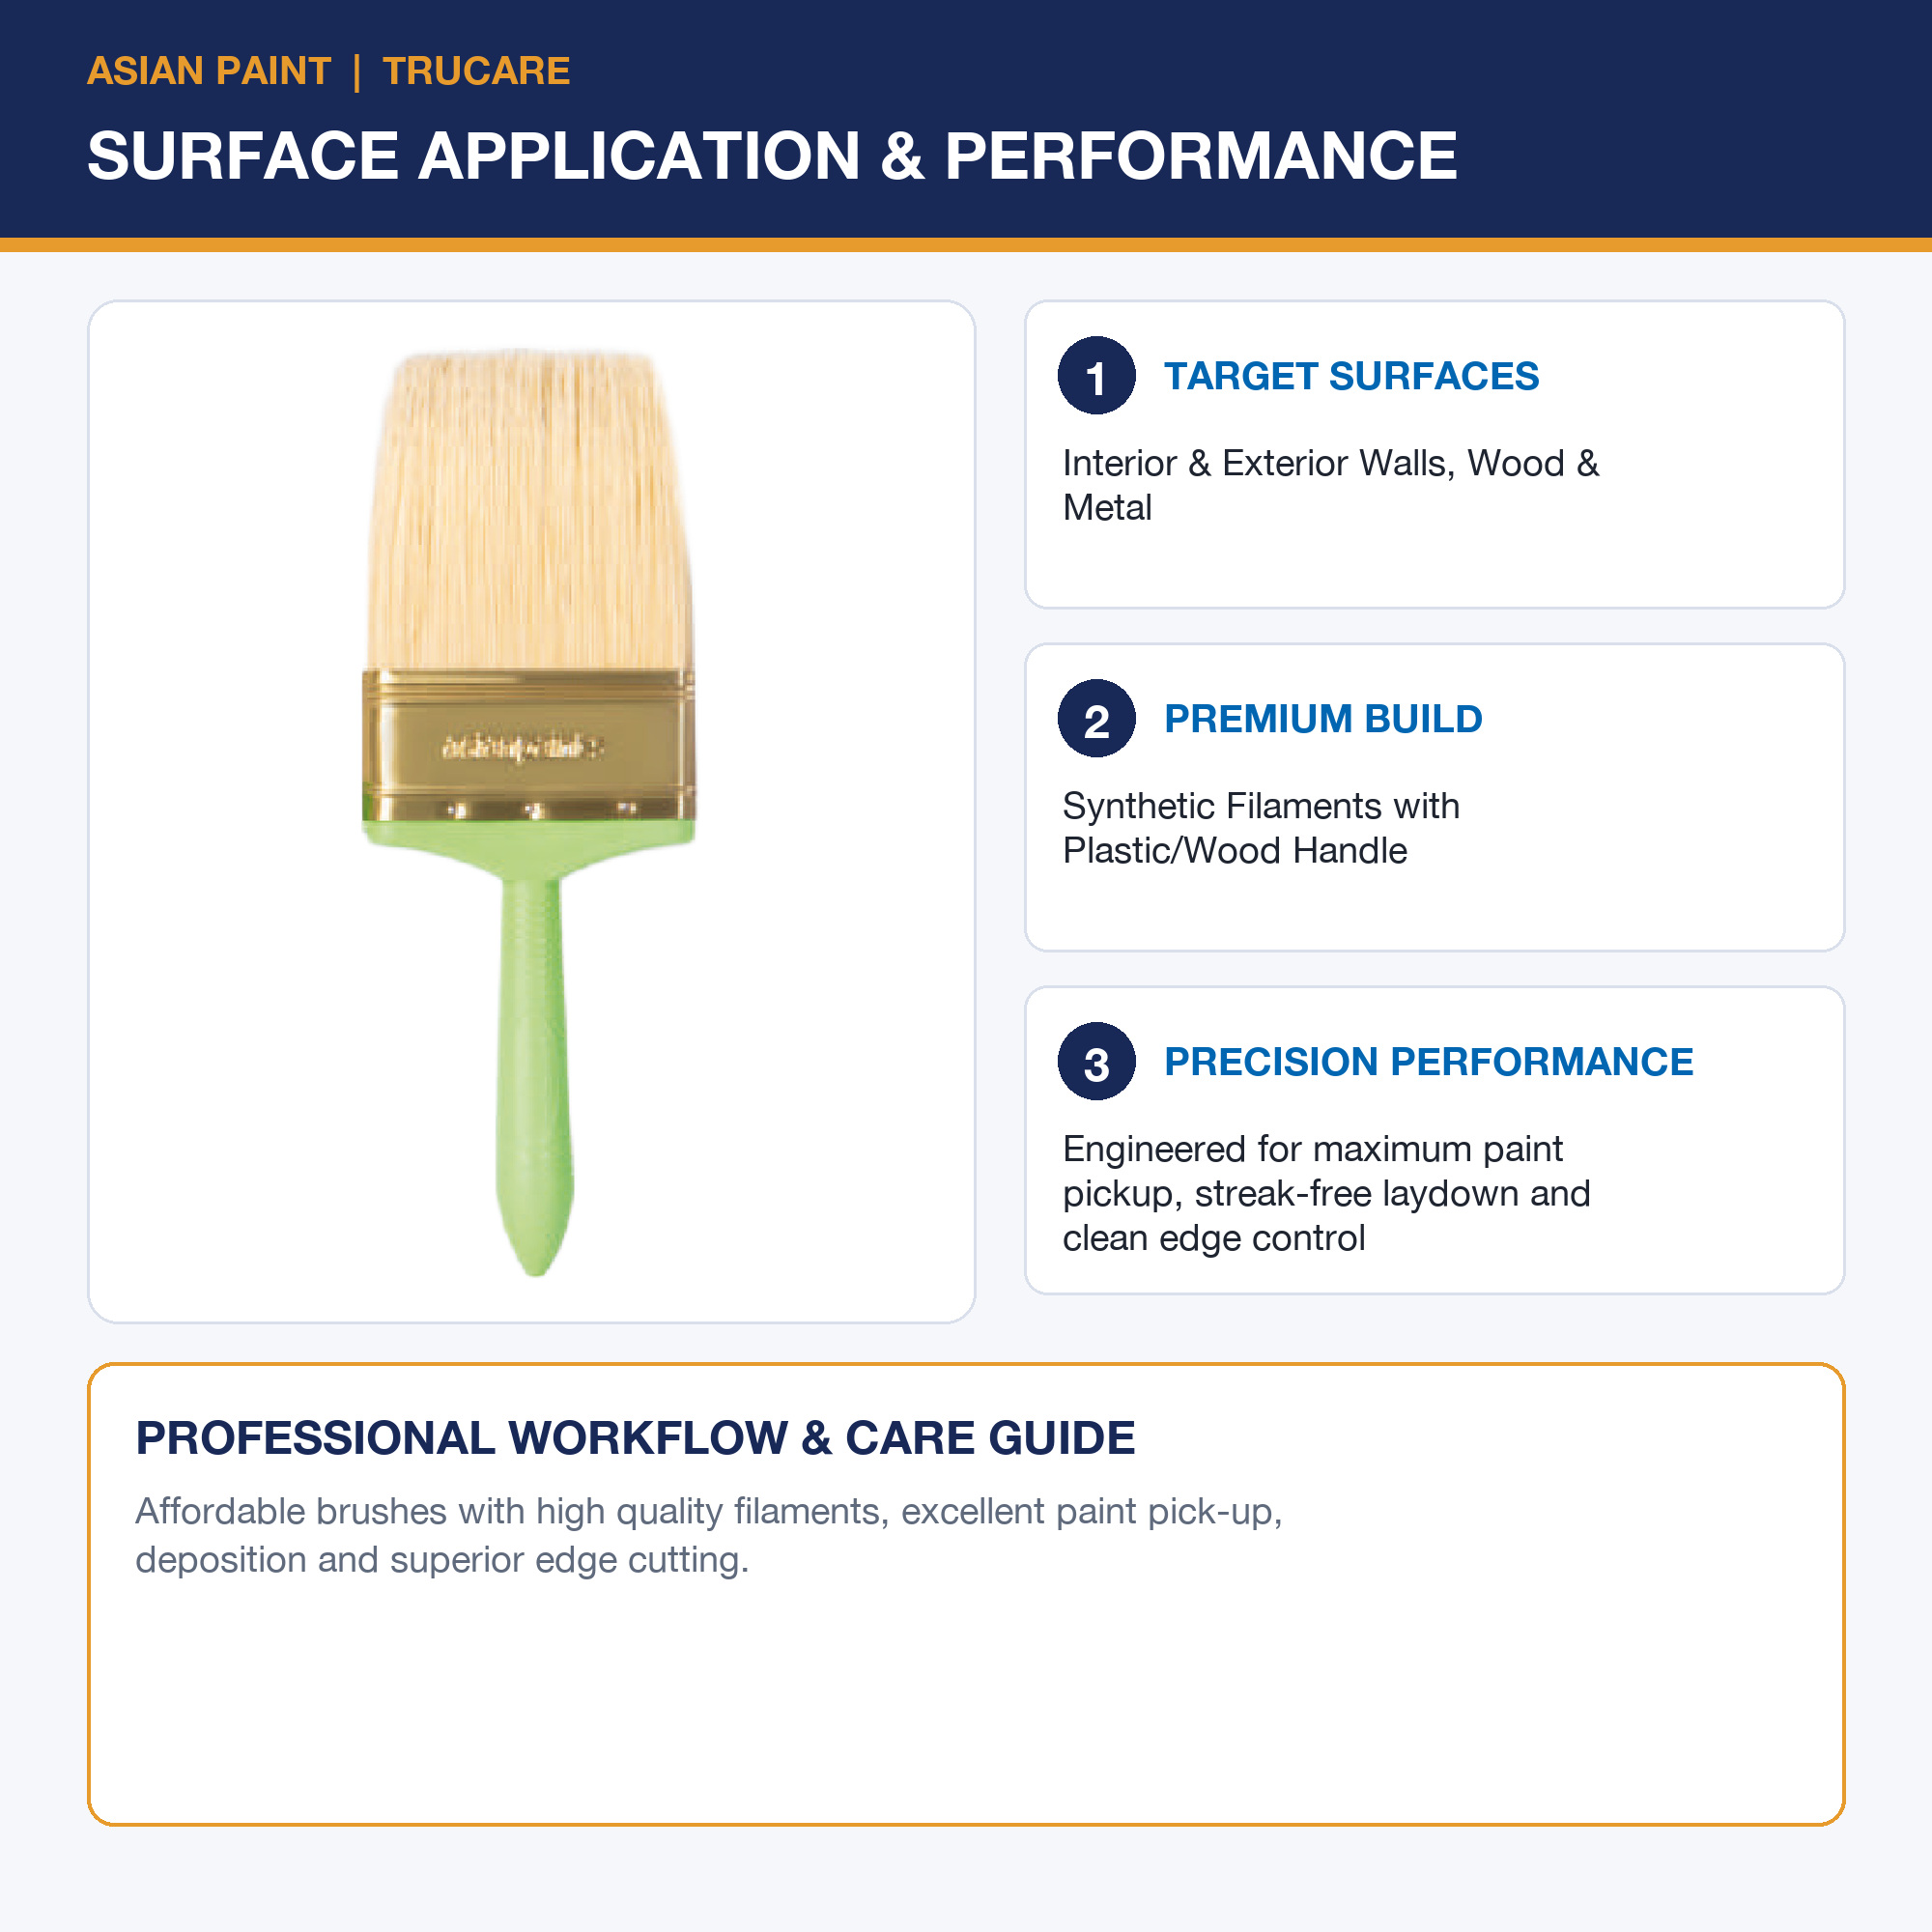 ASIAN PAINT | TRUCARE
SURFACE APPLICATION & PERFORMANCE
1 TARGET SURFACES
Interior & Exterior Walls, Wood &
Metal
2 PREMIUM BUILD
Synthetic Filaments with
Plastic/Wood Handle
3 PRECISION PERFORMANCE
Engineered for maximum paint
pickup, streak-free laydown and
clean edge control
PROFESSIONAL WORKFLOW & CARE GUIDE
Affordable brushes with high quality filaments, excellent paint pick-up,
deposition and superior edge cutting.